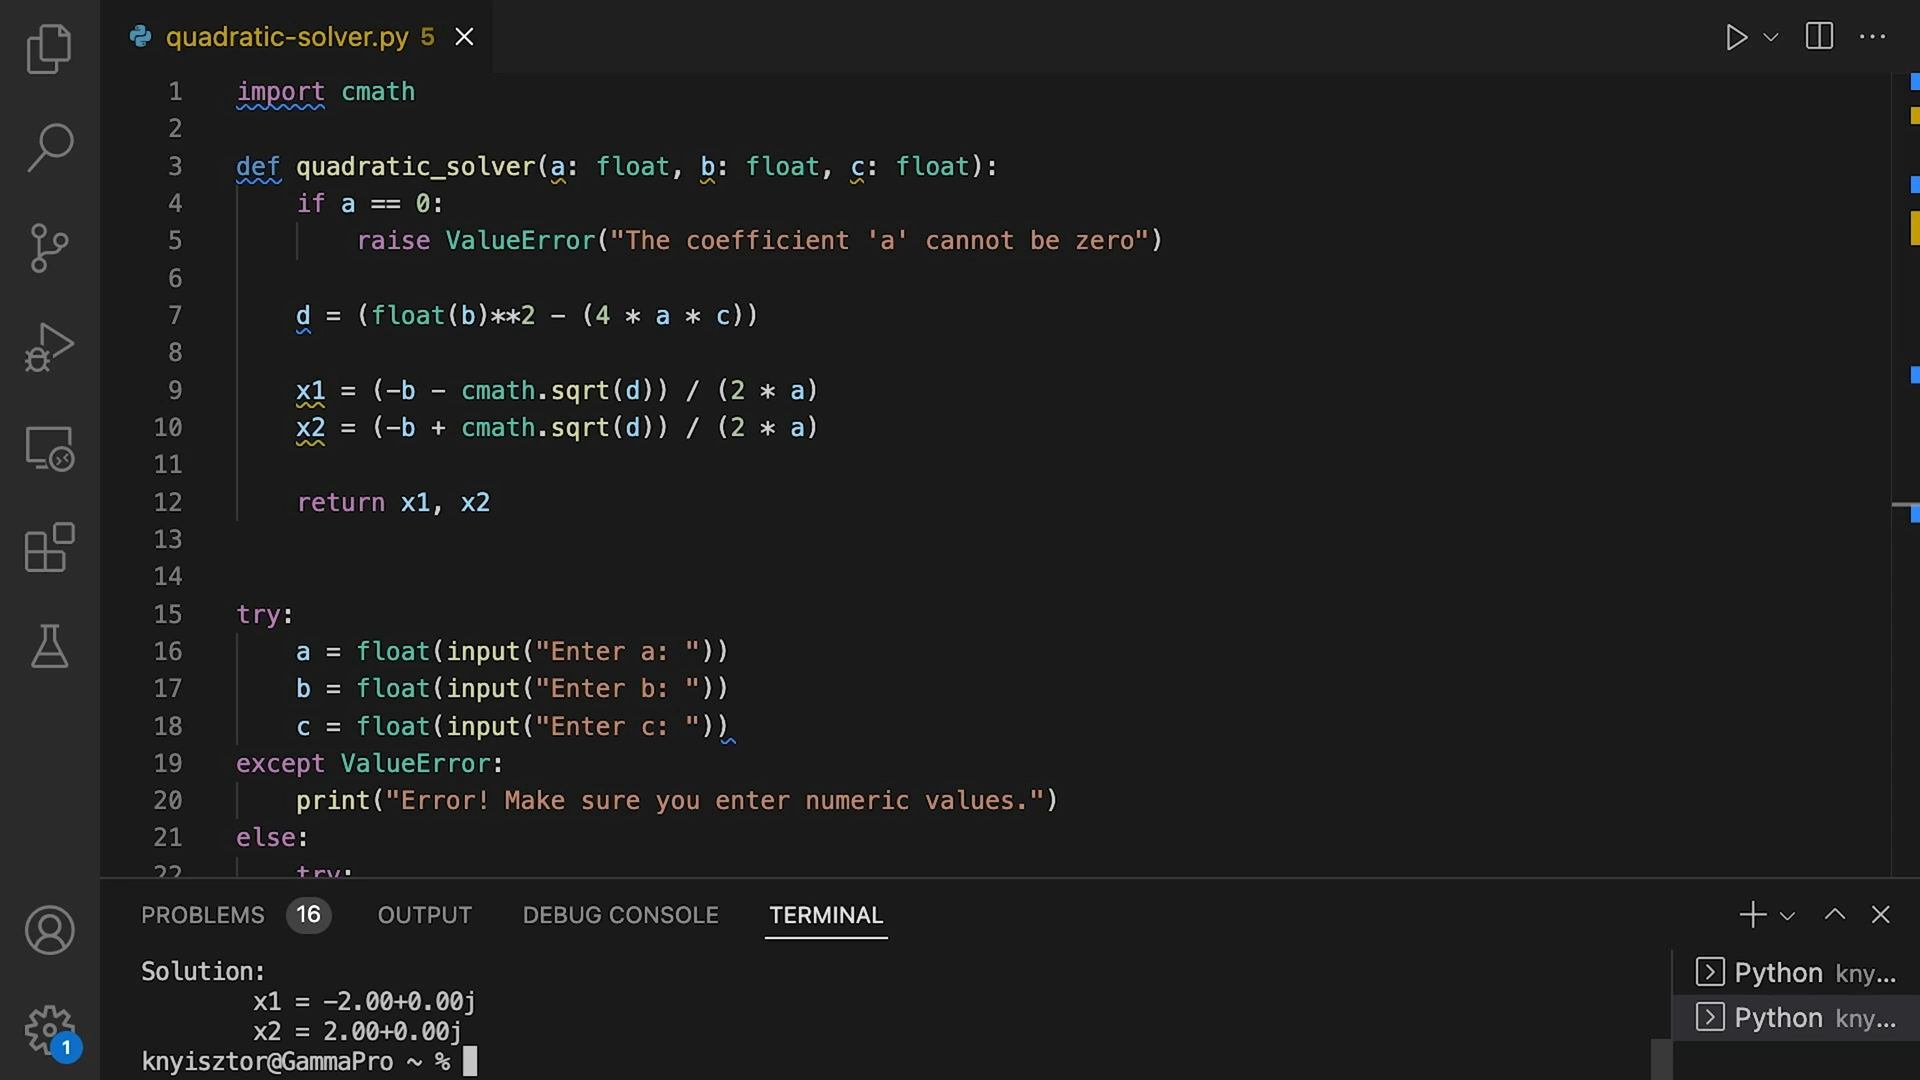 quadratic-solver.py 5
1 import cmath
2
3 def quadratic_solver(a: float, b: float, c: float):
4 if a == 0:
5 raise ValueError("The coefficient 'a' cannot be zero")
6
7 d = (float(b)**2 - (4 * a * c))
8
9 x1 = (-b - cmath.sqrt(d)) / (2 * a)
10 x2 = (-b + cmath.sqrt(d)) / (2 * a)
11
12 return x1, x2
13
14
15 try:
16 a = float(input("Enter a: "))
17 b = float(input("Enter b: "))
18 c = float(input("Enter c: "))
19 except ValueError:
20 print("Error! Make sure you enter numeric values.")
21 else:
22 try:
PROBLEMS 16 OUTPUT DEBUG CONSOLE TERMINAL
Solution:
x1 = -2.00+0.00j
x2 = 2.00+0.00j
knyisztor@GammaPro ~ %
Python kny...
Python kny...
1